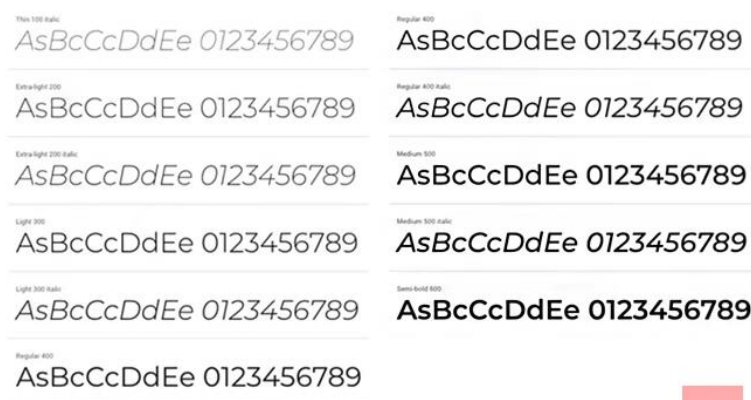 Thin 100 italic
AsBcCcDdEe 0123456789
Extra-light 200
AsBcCcDdEe 0123456789
Extra-light 200 italic
AsBcCcDdEe 0123456789
Light 300
AsBcCcDdEe 0123456789
Light 300 italic
AsBcCcDdEe 0123456789
Regular 400
AsBcCcDdEe 0123456789
Regular 400
AsBcCcDdEe 0123456789
Regular 400 italic
AsBcCcDdEe 0123456789
Medium 500
AsBcCcDdEe 0123456789
Medium 500 italic
AsBcCcDdEe 0123456789
Semi-bold 600
AsBcCcDdEe 0123456789